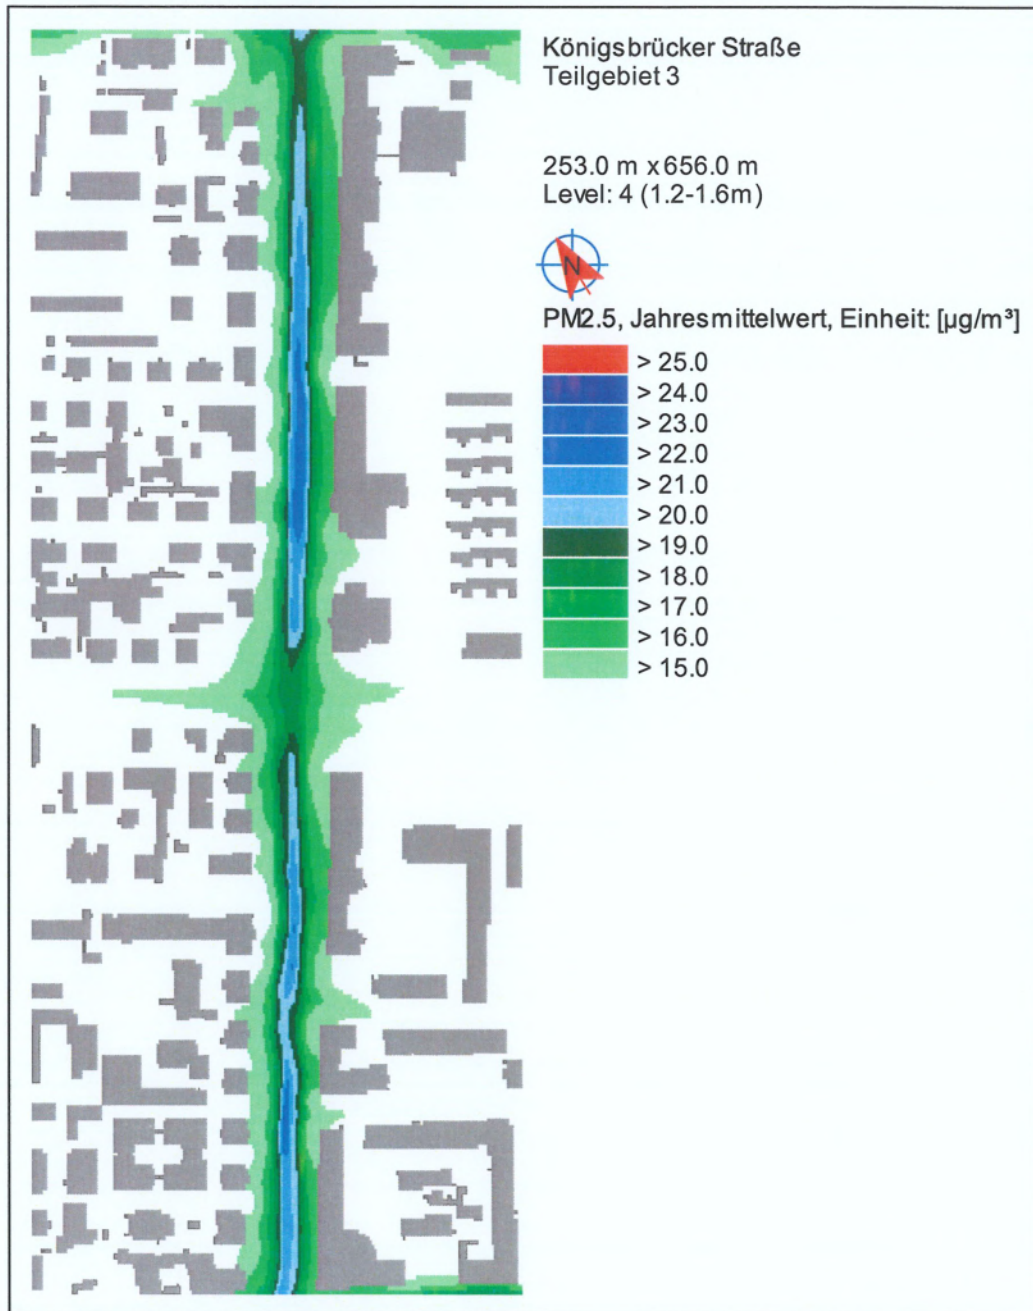 Königsbrücker Straße
Teilgebiet 3
253.0 m x 656.0 m
Level: 4 (1.2-1.6m)
N
PM2.5, Jahresmittelwert, Einheit: [µg/m³]
> 25.0
> 24.0
> 23.0
> 22.0
> 21.0
> 20.0
> 19.0
> 18.0
> 17.0
> 16.0
> 15.0